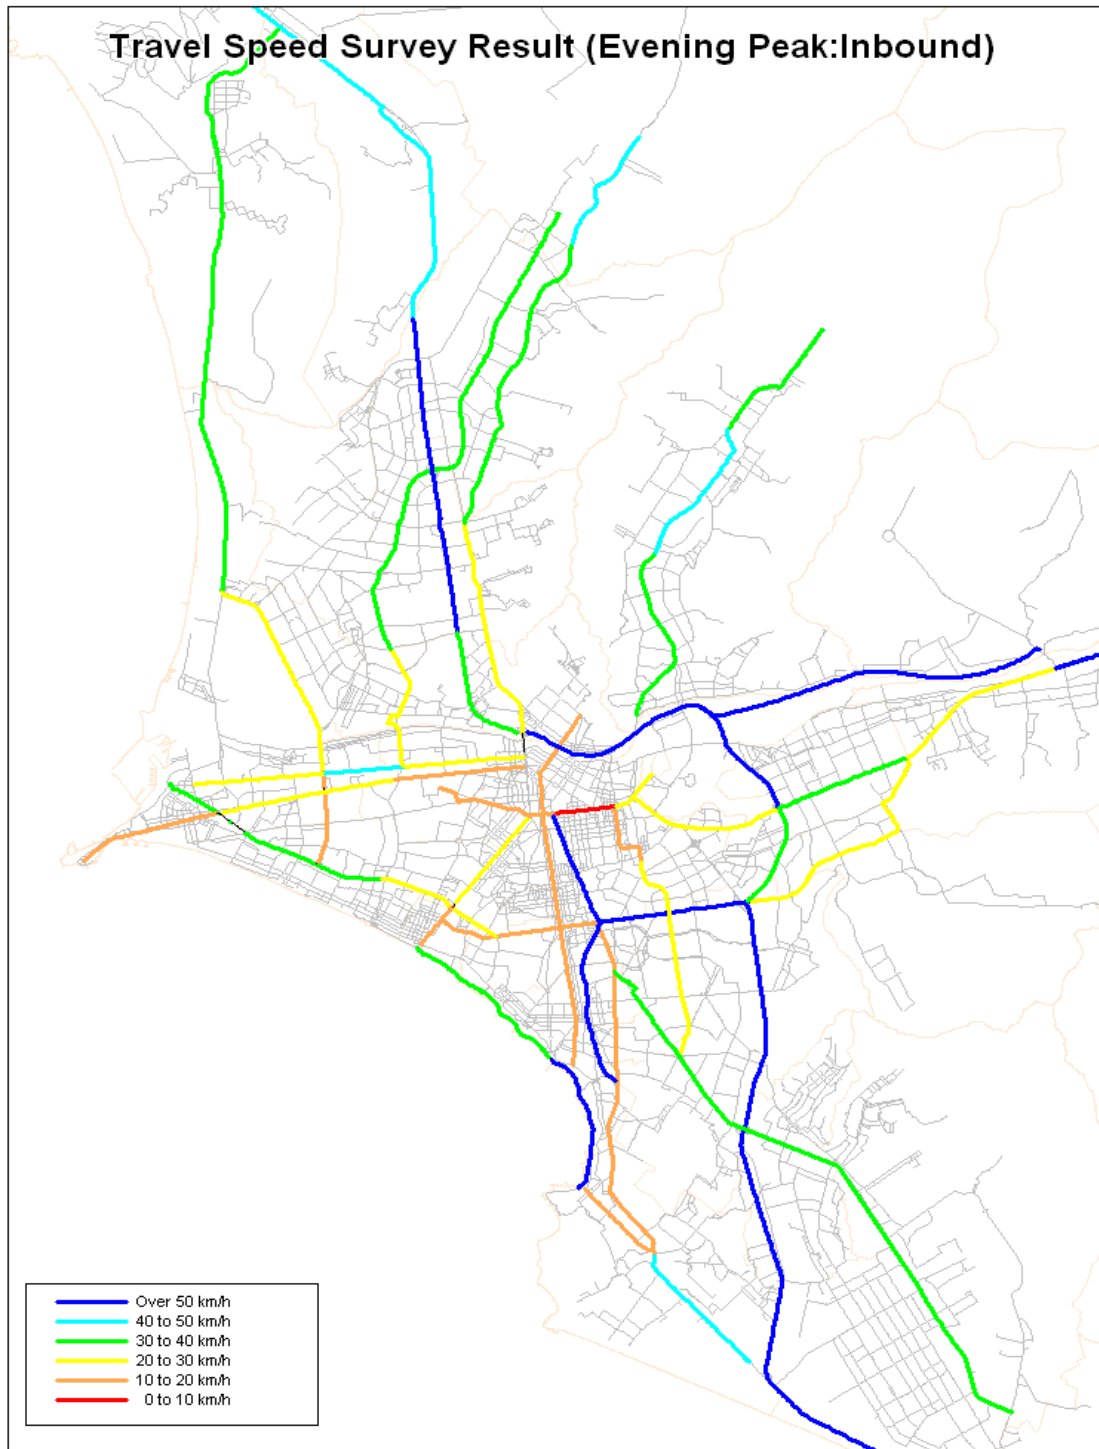 Travel Speed Survey Result (Evening Peak:Inbound)
Over 50 km/h
40 to 50 km/h
30 to 40 km/h
20 to 30 km/h
10 to 20 km/h
0 to 10 km/h